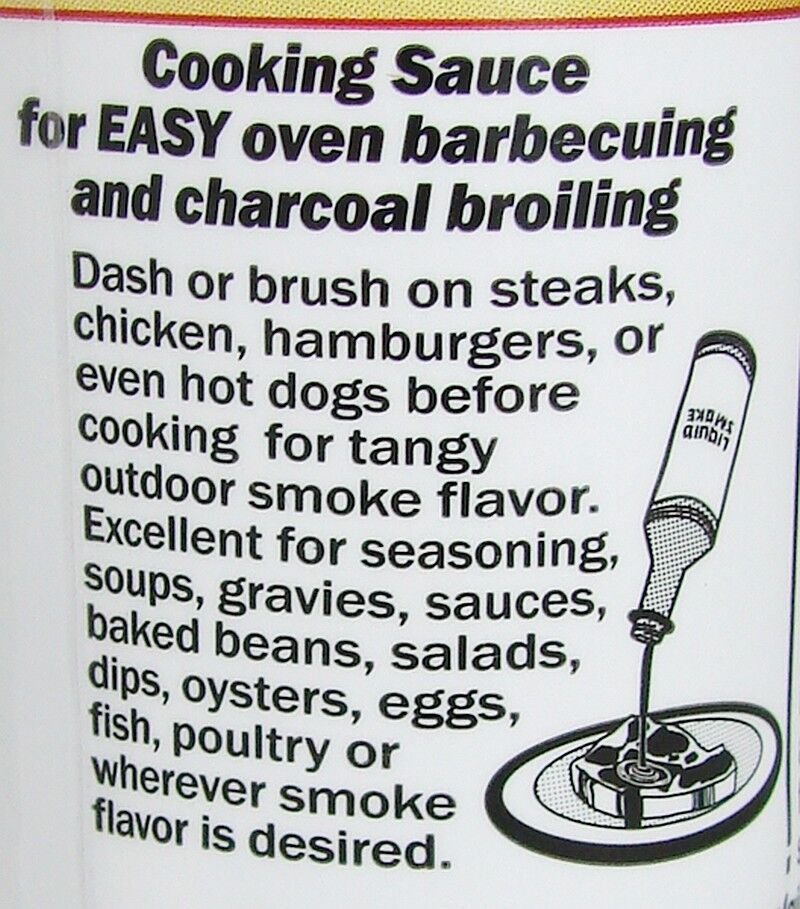 Cooking Sauce
for EASY oven barbecuing
and charcoal broiling
Dash or brush on steaks,
chicken, hamburgers, or
even hot dogs before
cooking for tangy
outdoor smoke flavor.
Excellent for seasoning,
soups, gravies, sauces,
baked beans, salads,
dips, oysters, eggs,
fish, poultry or
wherever smoke
flavor is desired.
LIQUID
SMOKE